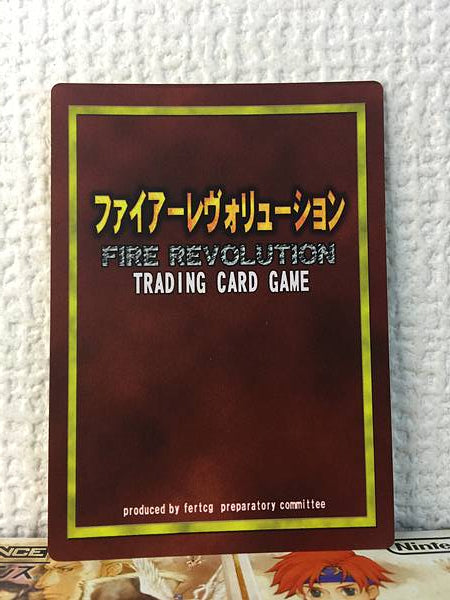 ファイアーレヴォリューション
FIRE REVOLUTION
TRADING CARD GAME
produced by fertcg preparatory committee